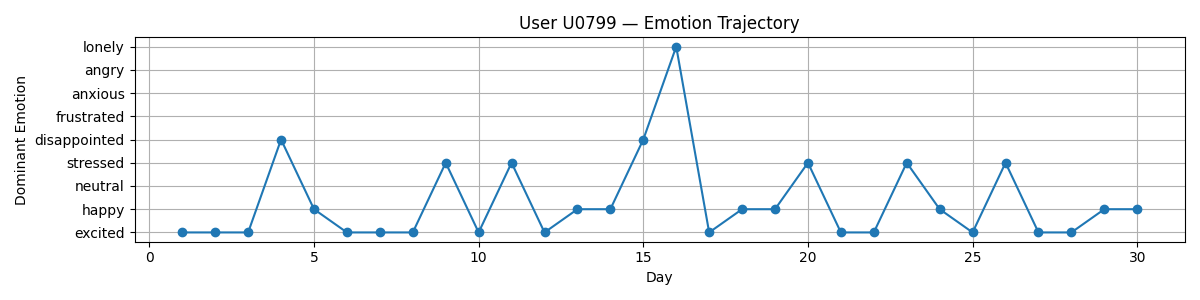 User U0799 — Emotion Trajectory
Dominant Emotion
lonely
angry
anxious
frustrated
disappointed
stressed
neutral
happy
excited
0 5 10 15 20 25 30
Day